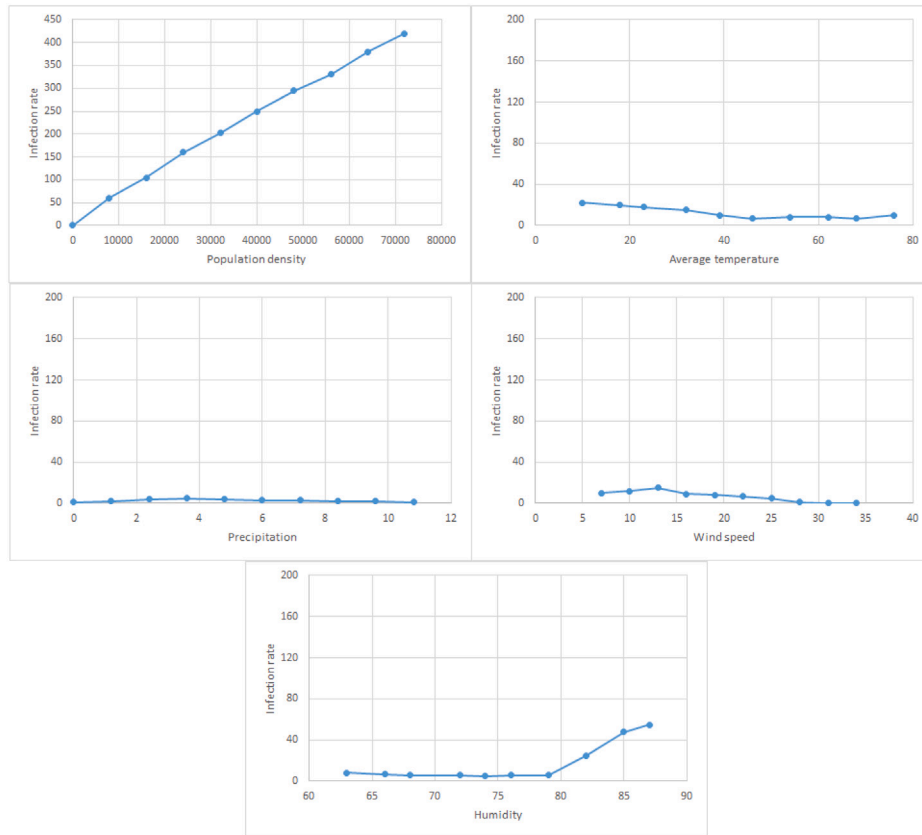 450
400
350
300
250
200
150
100
50
0
Infection rate
0 10000 20000 30000 40000 50000 60000 70000 80000
Population density
200
160
120
80
40
0
Infection rate
0 20 40 60 80
Average temperature
200
160
120
80
40
0
Infection rate
0 2 4 6 8 10 12
Precipitation
200
160
120
80
40
0
Infection rate
0 5 10 15 20 25 30 35 40
Wind speed
200
160
120
80
40
0
Infection rate
60 65 70 75 80 85 90
Humidity